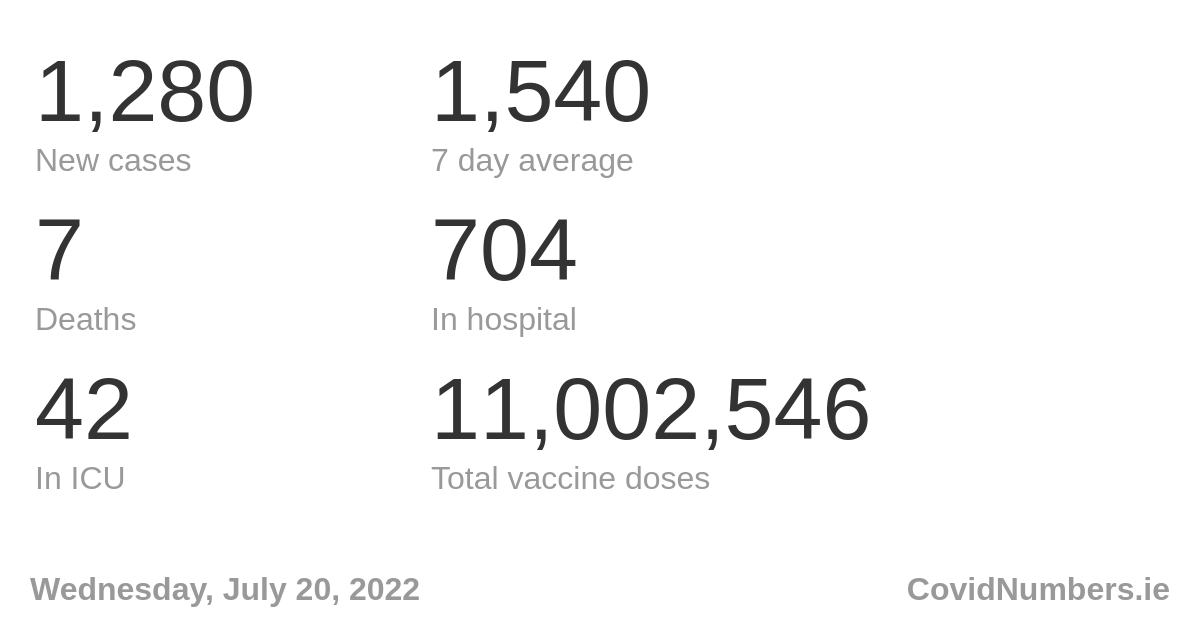 1,280
New cases
1,540
7 day average
7
Deaths
704
In hospital
42
In ICU
11,002,546
Total vaccine doses
Wednesday, July 20, 2022
CovidNumbers.ie